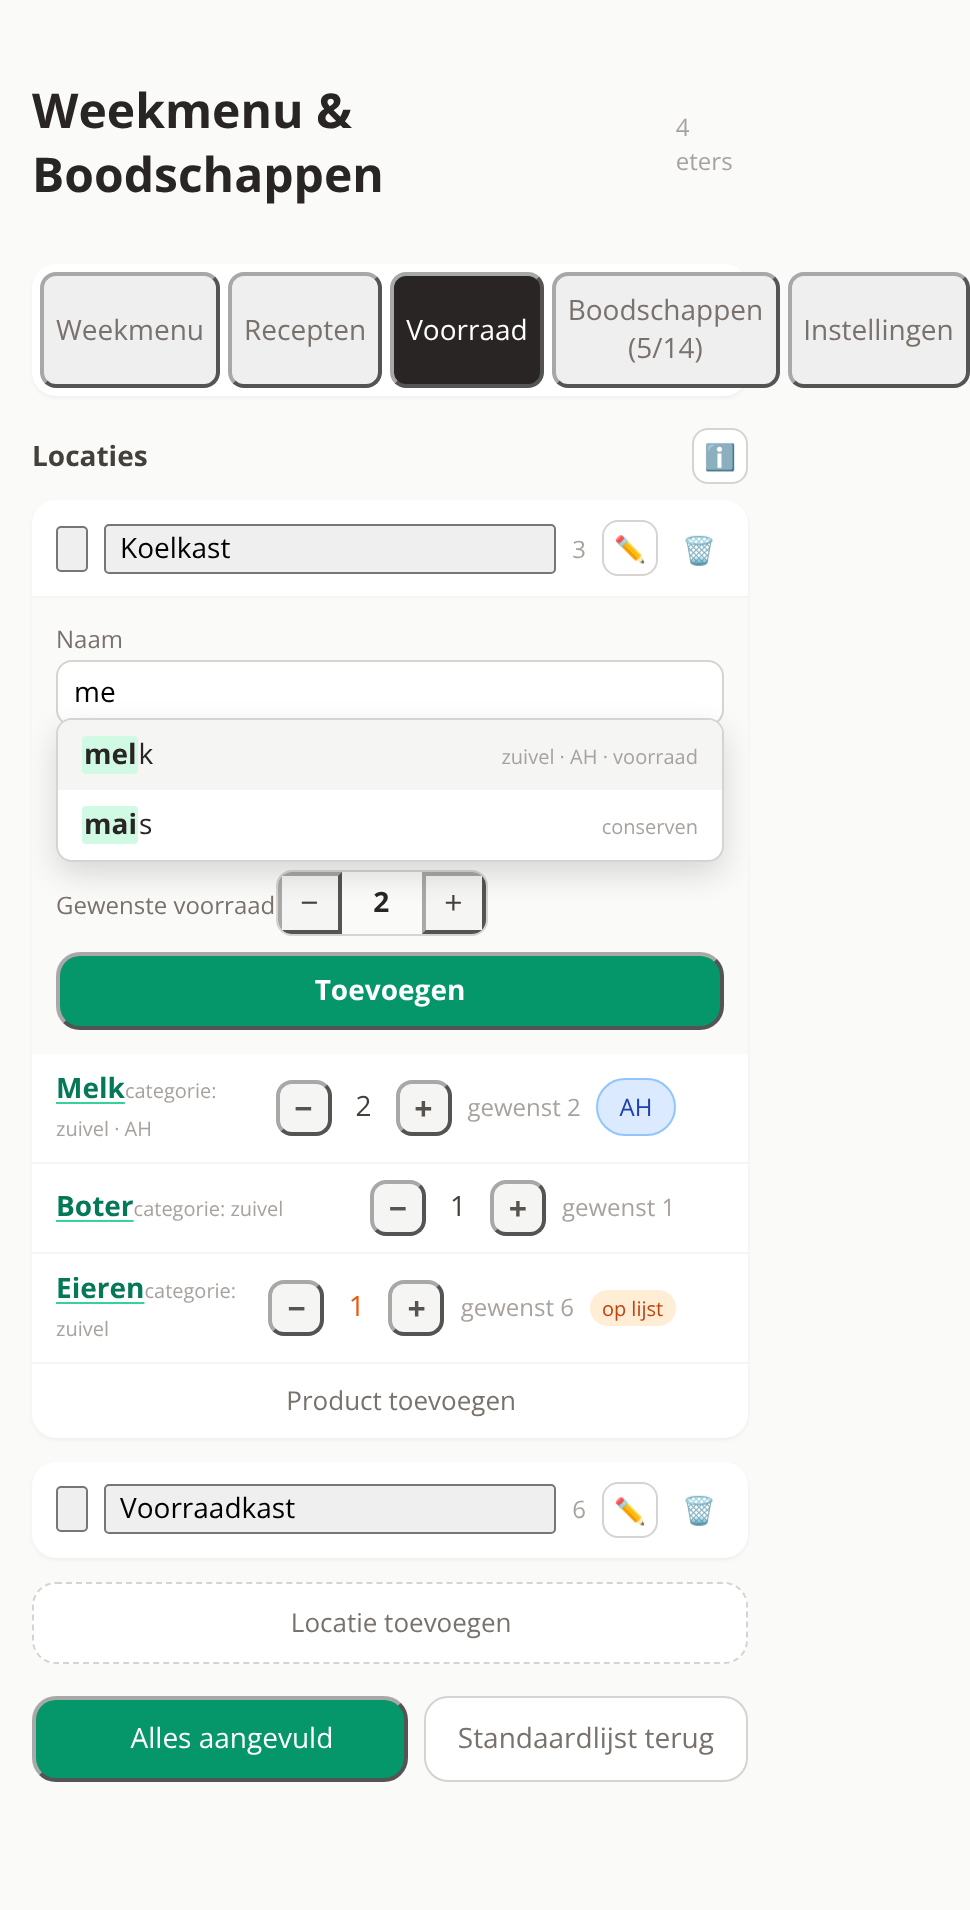 Weekmenu &
Boodschappen
4
eters
Weekmenu
Recepten
Voorraad
Boodschappen
(5/14)
Instellingen
Locaties
Koelkast 3
Naam
me
melk zuivel · AH · voorraad
mais conserven
Gewenste voorraad − 2 +
Toevoegen
Melk categorie:
zuivel · AH
− 2 + gewenst 2 AH
Boter categorie: zuivel − 1 + gewenst 1
Eieren categorie:
zuivel
− 1 + gewenst 6 op lijst
Product toevoegen
Voorraadkast 6
Locatie toevoegen
Alles aangevuld
Standaardlijst terug